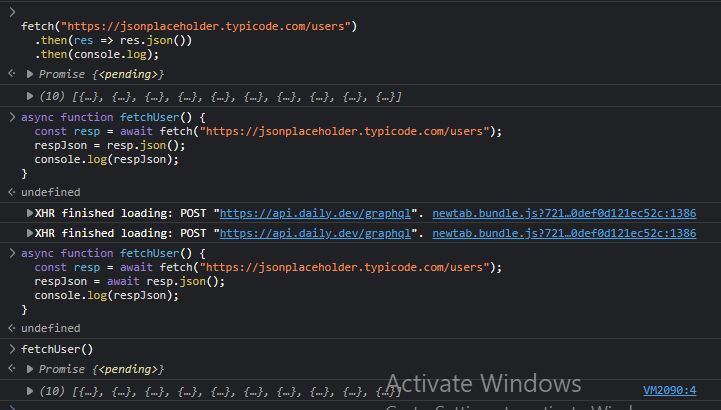 fetch("https://jsonplaceholder.typicode.com/users")
.then(res => res.json())
.then(console.log);
Promise {<pending>}
(10) [{…}, {…}, {…}, {…}, {…}, {…}, {…}, {…}, {…}, {…}]
async function fetchUser() {
const resp = await fetch("https://jsonplaceholder.typicode.com/users");
respJson = resp.json();
console.log(respJson);
}
undefined
XHR finished loading: POST "https://api.daily.dev/graphql". newtab.bundle.js?721…0def0d121ec52c:1386
XHR finished loading: POST "https://api.daily.dev/graphql". newtab.bundle.js?721…0def0d121ec52c:1386
async function fetchUser() {
const resp = await fetch("https://jsonplaceholder.typicode.com/users");
respJson = await resp.json();
console.log(respJson);
}
undefined
fetchUser()
Promise {<pending>}
Activate Windows
(10) [{…}, {…}, {…}, {…}, {…}, {…}, {…}, {…}, {…}, {…}] VM2090:4